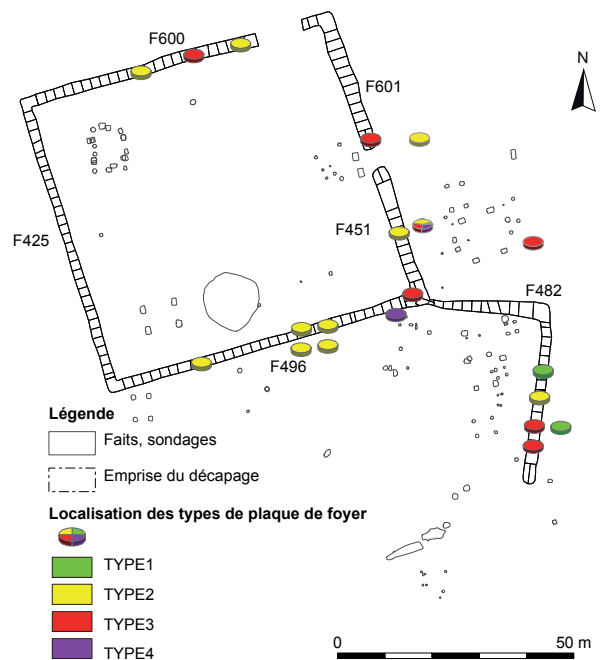 F600
N
F601
F425
F451
F482
F496
Légende
Faits, sondages
Emprise du décapage
Localisation des types de plaque de foyer
TYPE1
TYPE2
TYPE3
TYPE4
0 50 m